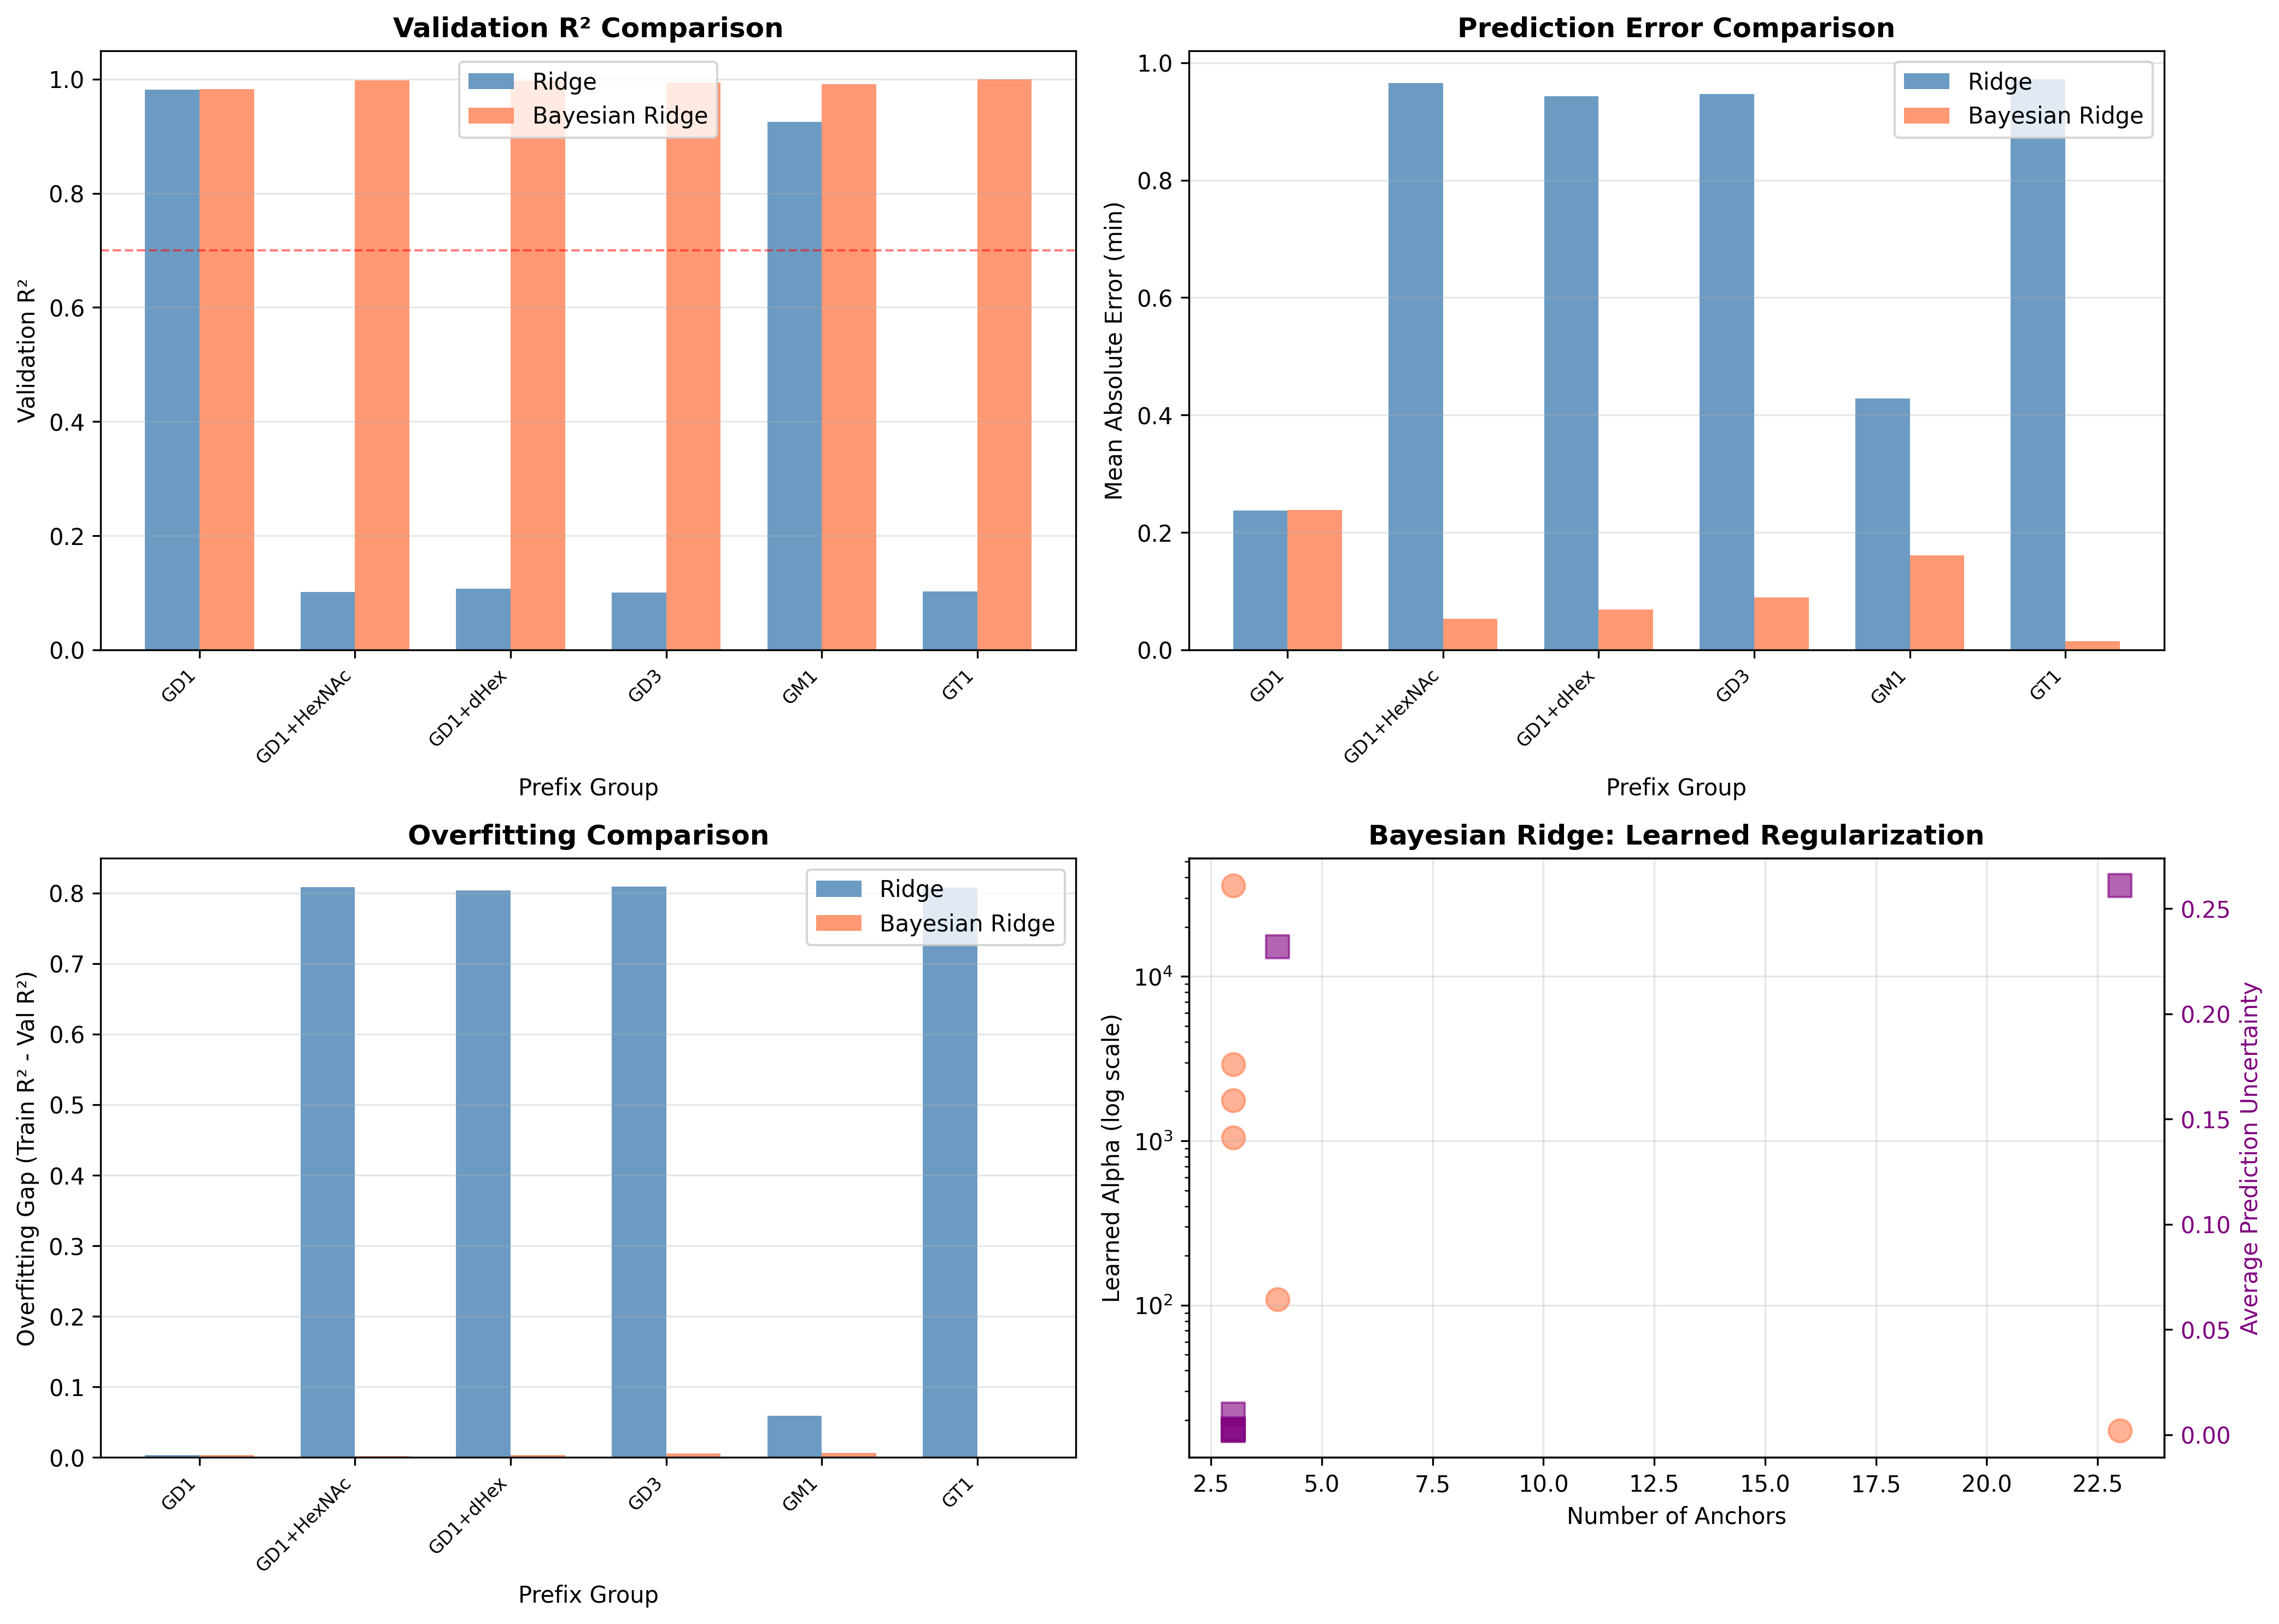 Validation R² Comparison
Validation R²
1.0
0.8
0.6
0.4
0.2
0.0
Ridge
Bayesian Ridge
GD1
GD1+HexNAc
GD1+dHex
GD3
GM1
GT1
Prefix Group
Prediction Error Comparison
Mean Absolute Error (min)
1.0
0.8
0.6
0.4
0.2
0.0
Ridge
Bayesian Ridge
GD1
GD1+HexNAc
GD1+dHex
GD3
GM1
GT1
Prefix Group
Overfitting Comparison
Overfitting Gap (Train R² - Val R²)
0.8
0.7
0.6
0.5
0.4
0.3
0.2
0.1
0.0
Ridge
Bayesian Ridge
GD1
GD1+HexNAc
GD1+dHex
GD3
GM1
GT1
Prefix Group
Bayesian Ridge: Learned Regularization
Learned Alpha (log scale)
10⁴
10³
10²
2.5
5.0
7.5
10.0
12.5
15.0
17.5
20.0
22.5
Number of Anchors
0.25
0.20
0.15
0.10
0.05
0.00
Average Prediction Uncertainty